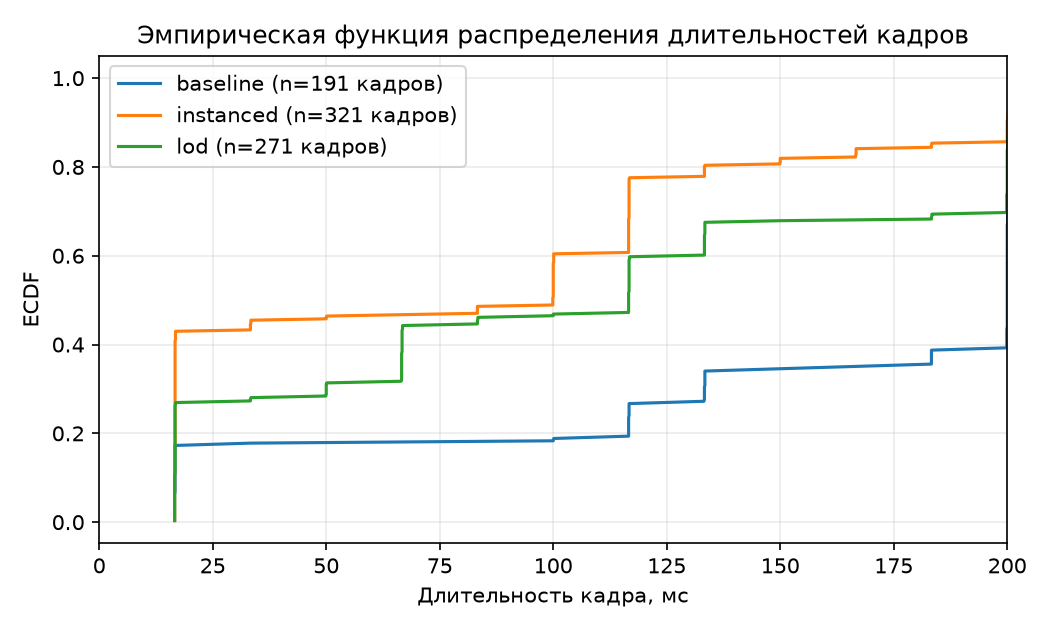 Эмпирическая функция распределения длительностей кадров
baseline (n=191 кадров)
instanced (n=321 кадров)
lod (n=271 кадров)
1.0
0.8
0.6
0.4
0.2
0.0
ECDF
0 25 50 75 100 125 150 175 200
Длительность кадра, мс